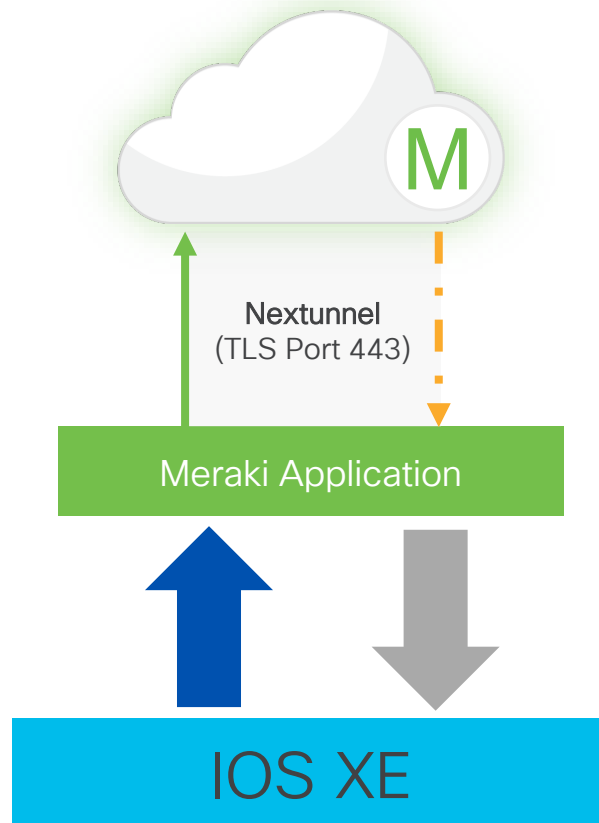 M
Nextunnel
(TLS Port 443)
Meraki Application
IOS XE